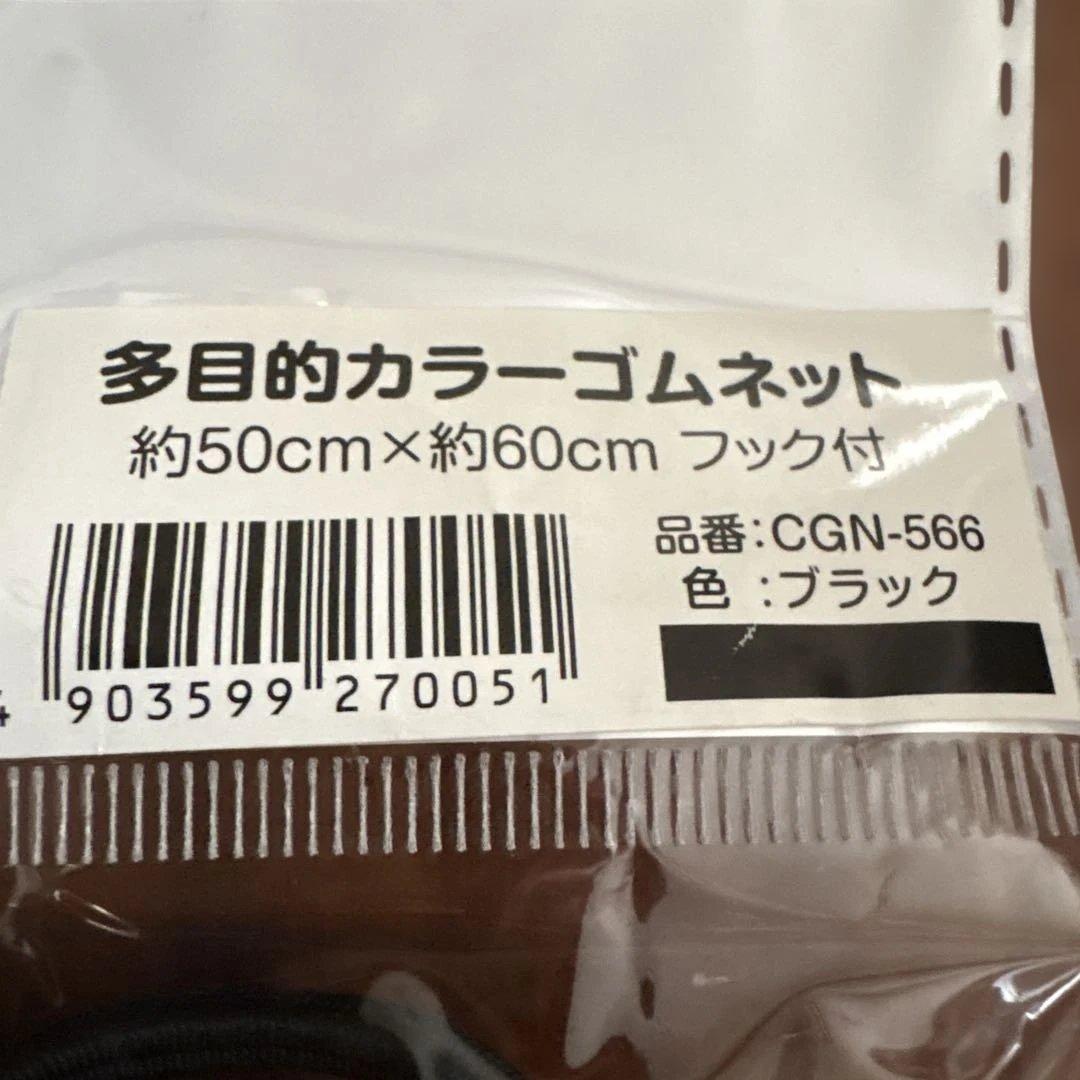 多目的カラーゴムネット
約50cm×約60cm フック付
品番:CGN-566
色 :ブラック
4 903599 270051